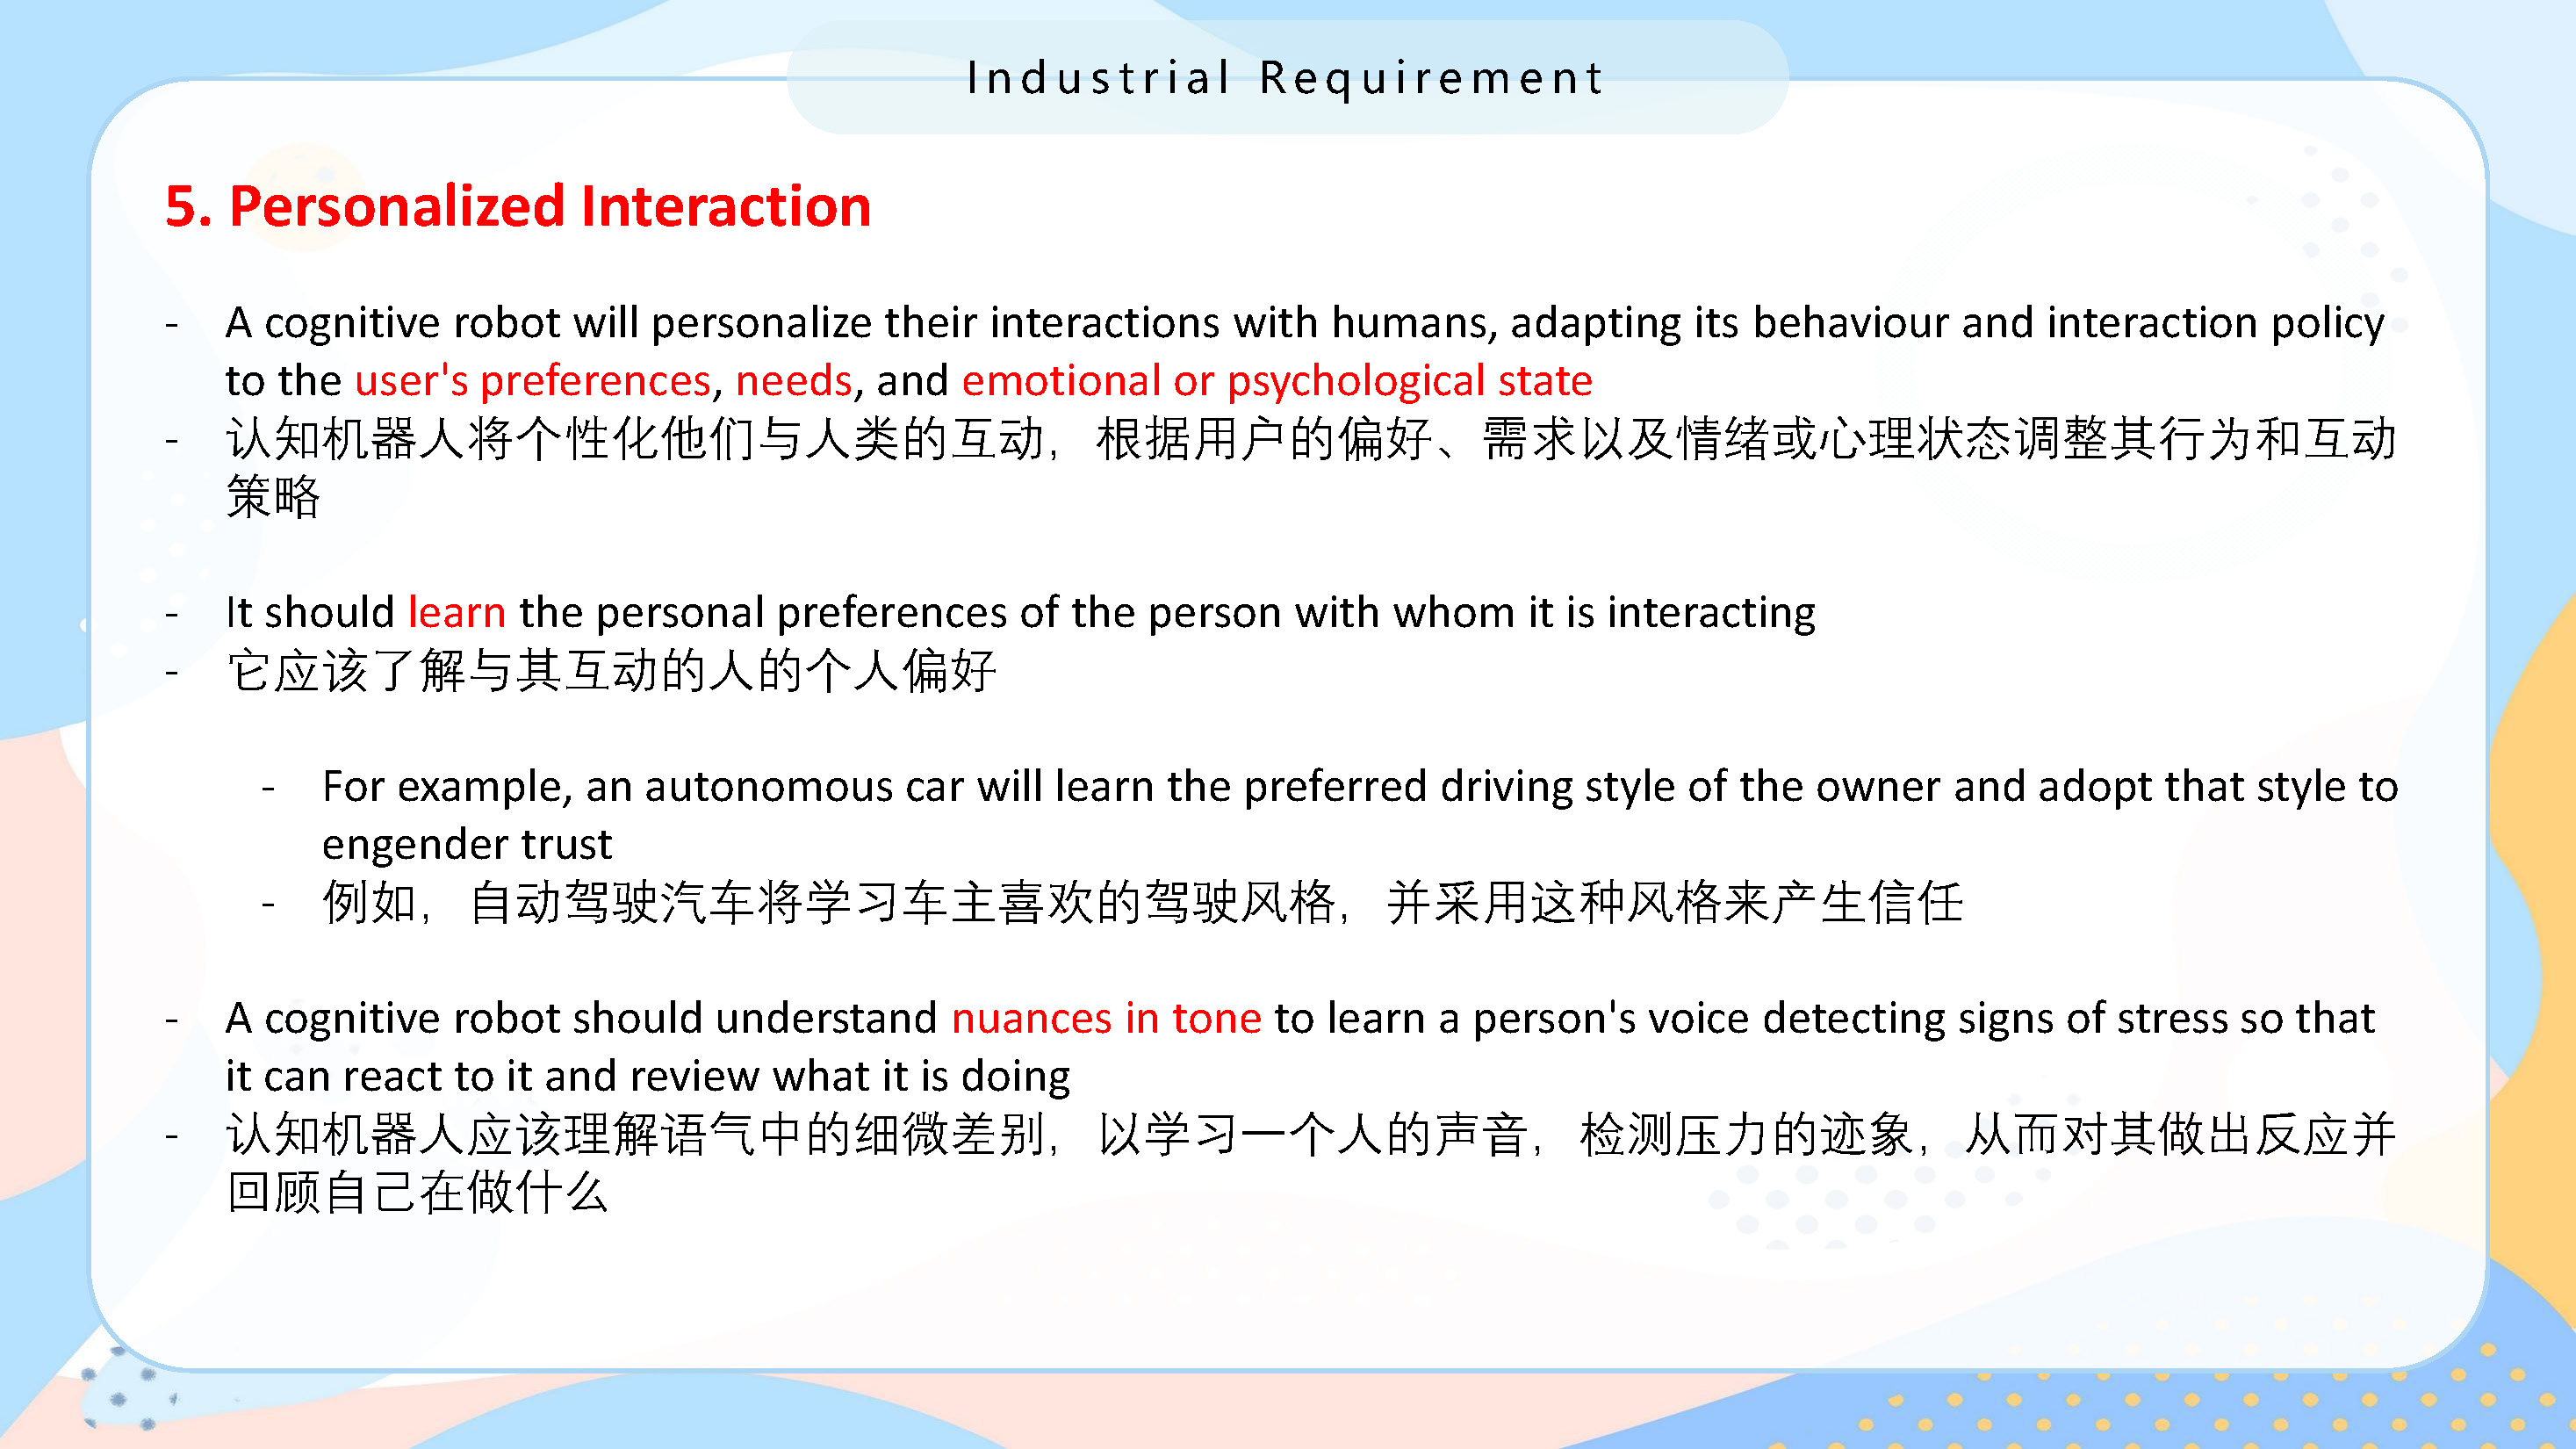 Industrial Requirement
5. Personalized Interaction
- A cognitive robot will personalize their interactions with humans, adapting its behaviour and interaction policy
to the user's preferences, needs, and emotional or psychological state
- 认知机器人将个性化他们与人类的互动，根据用户的偏好、需求以及情绪或心理状态调整其行为和互动
策略
- It should learn the personal preferences of the person with whom it is interacting
- 它应该了解与其互动的人的个人偏好
- For example, an autonomous car will learn the preferred driving style of the owner and adopt that style to
engender trust
- 例如，自动驾驶汽车将学习车主喜欢的驾驶风格，并采用这种风格来产生信任
- A cognitive robot should understand nuances in tone to learn a person's voice detecting signs of stress so that
it can react to it and review what it is doing
- 认知机器人应该理解语气中的细微差别，以学习一个人的声音，检测压力的迹象，从而对其做出反应并
回顾自己在做什么